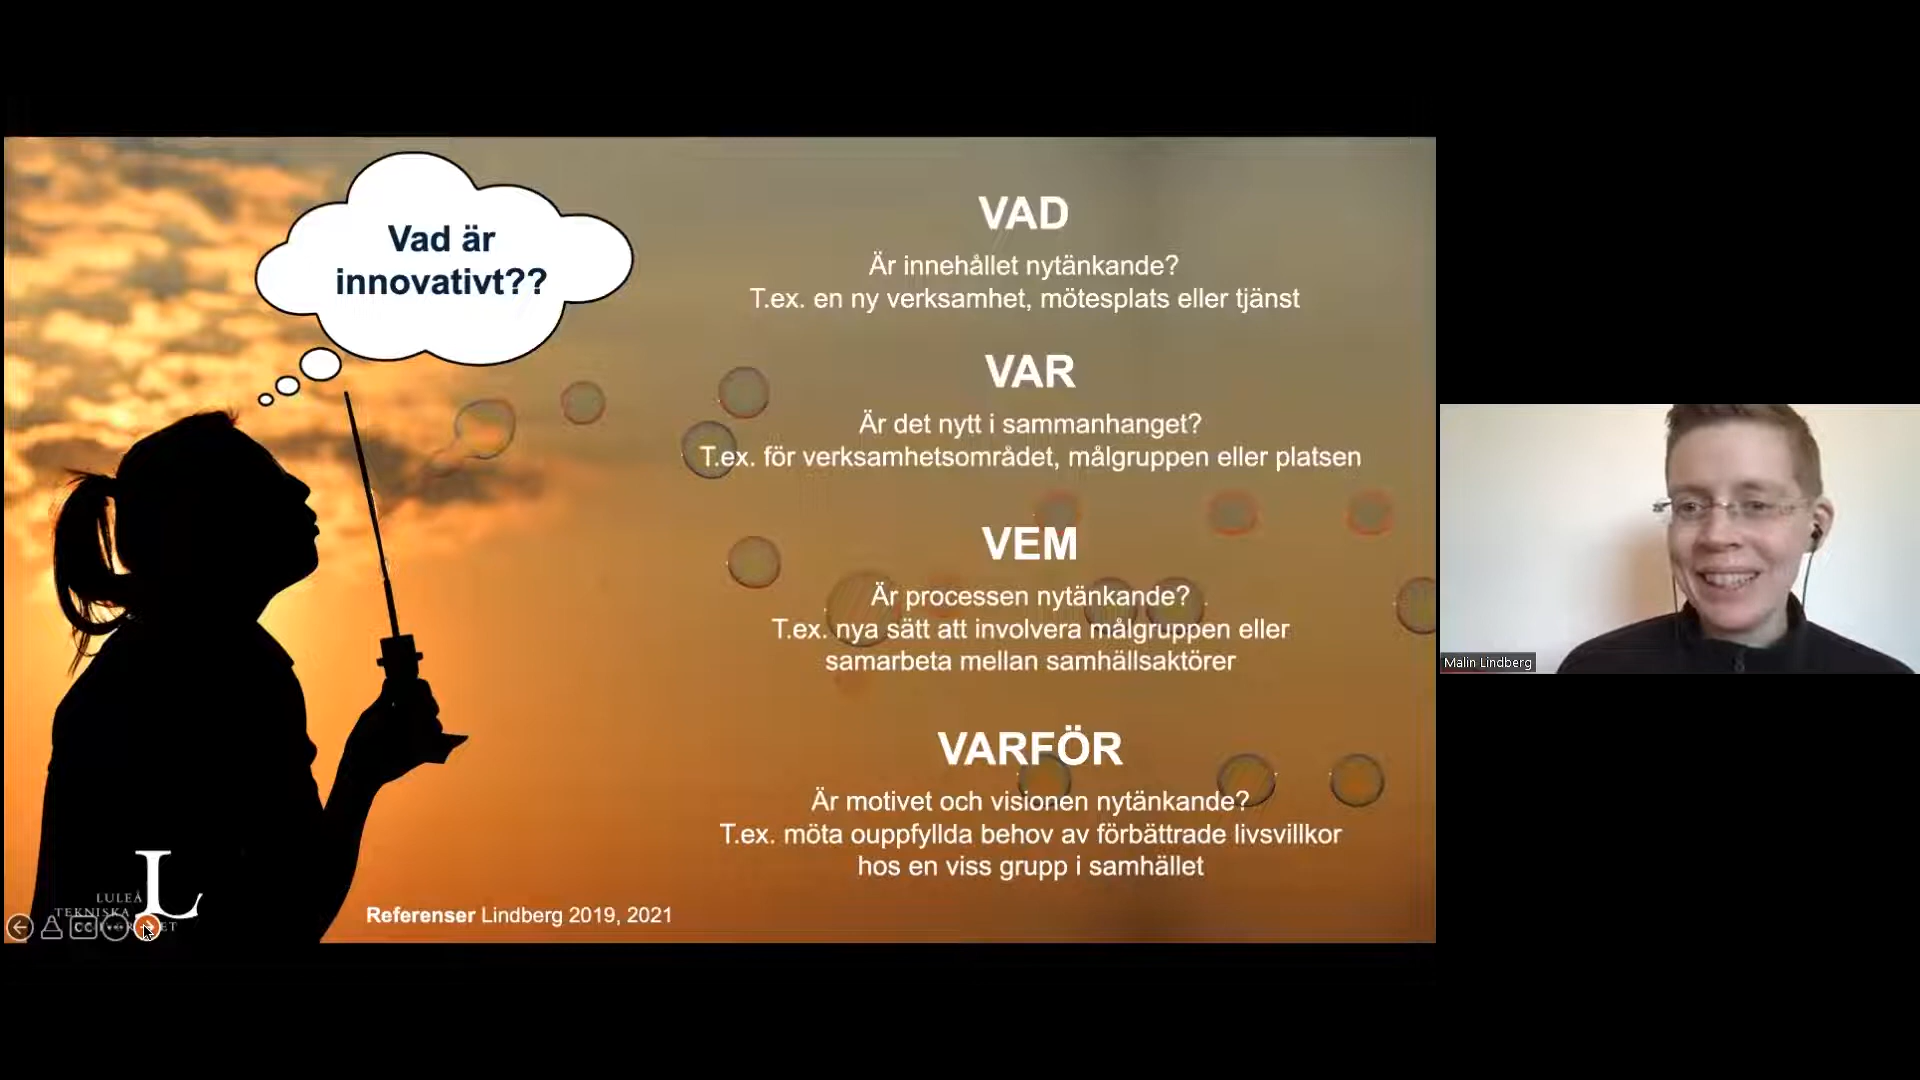 Vad är
innovativt??
VAD
Är innehållet nytänkande?
T.ex. en ny verksamhet, mötesplats eller tjänst
VAR
Är det nytt i sammanhanget?
T.ex. för verksamhetsområdet, målgruppen eller platsen
VEM
Är processen nytänkande?
T.ex. nya sätt att involvera målgruppen eller
samarbeta mellan samhällsaktörer
VARFÖR
Är motivet och visionen nytänkande?
T.ex. möta ouppfyllda behov av förbättrade livsvillkor
hos en viss grupp i samhället
Referenser Lindberg 2019, 2021
L
LULEÅ
TEKNISKA
CC
Malin Lindberg